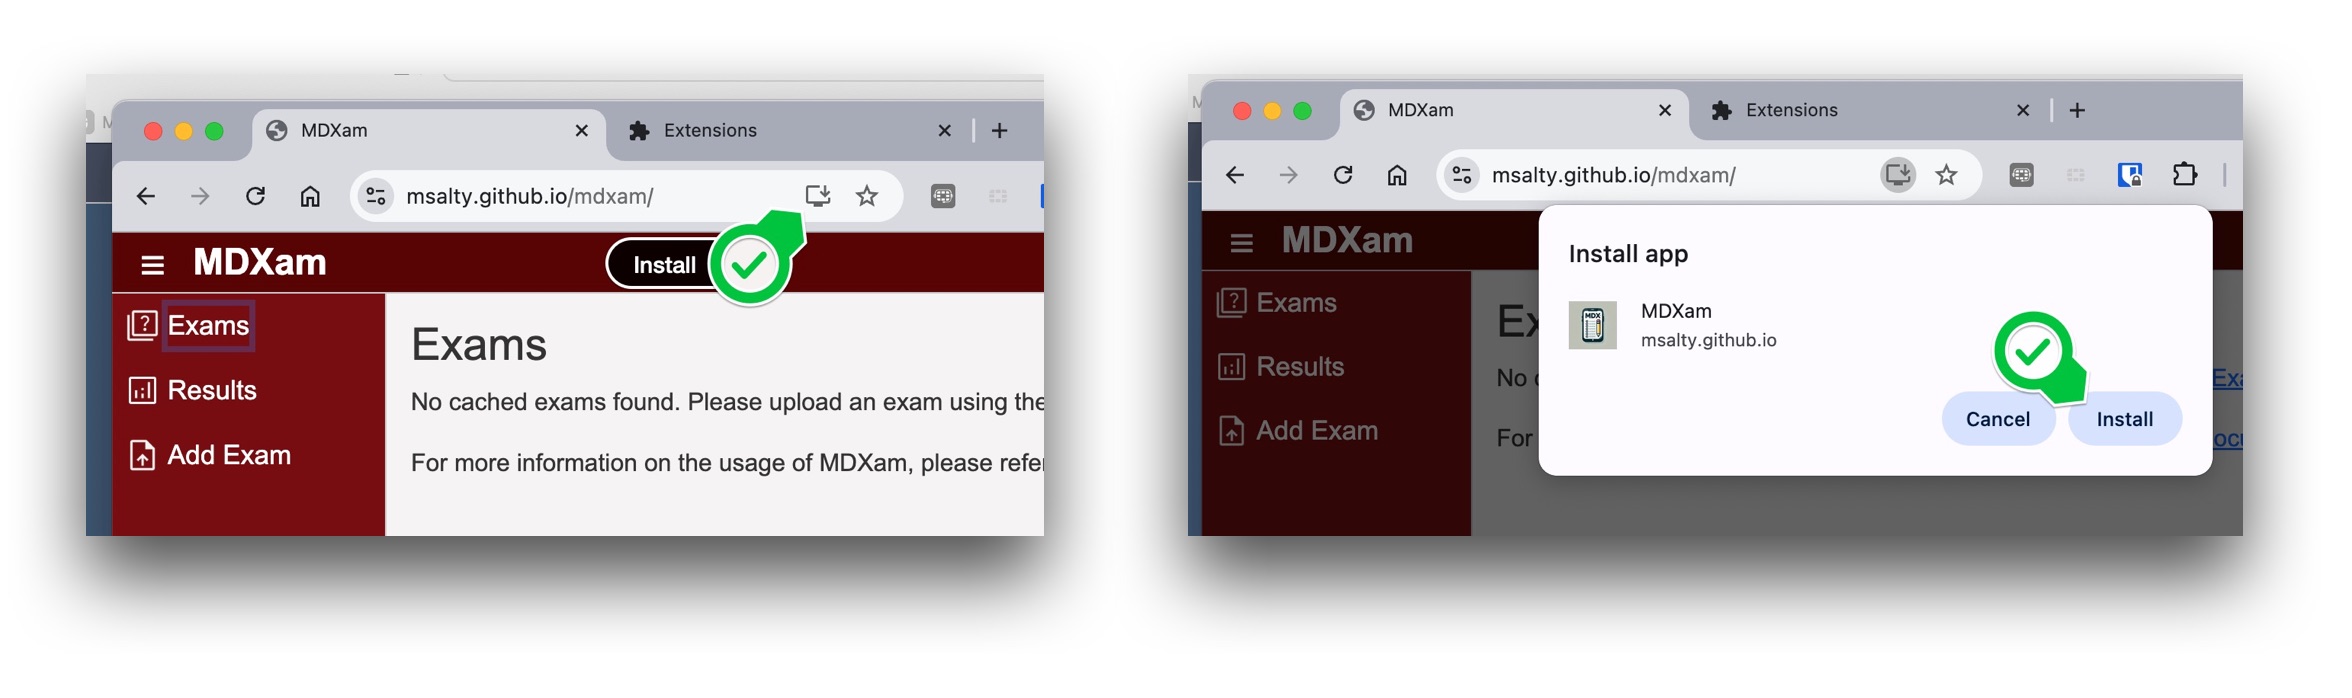 MDXam
Extensions
msalty.github.io/mdxam/
MDXam
Install
Exams
Results
Add Exam
Exams
No cached exams found. Please upload an exam using the
For more information on the usage of MDXam, please refer
MDXam
Extensions
msalty.github.io/mdxam/
MDXam
Exams
Results
Add Exam
No
For
Install app
MDX
MDXam
msalty.github.io
Cancel
Install